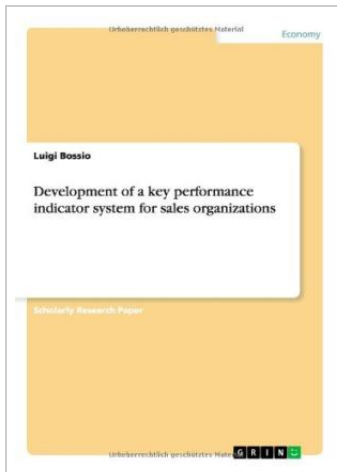 Urheberrechtlich geschütztes Material
Economy
Luigi Bossio
Development of a key performance
indicator system for sales organizations
Scholarly Research Paper
Urheberrechtlich geschütztes Mater
GRIN